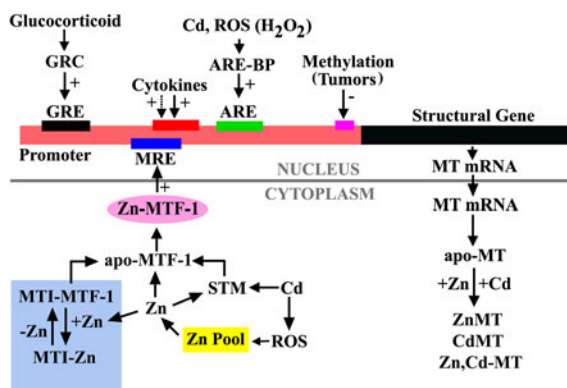 Glucocorticoid
Cd, ROS (H₂O₂)
GRC
ARE-BP
Methylation
(Tumors)
+
Cytokines
+
+
+
-
GRE
ARE
Structural Gene
Promoter
MRE
NUCLEUS
MT mRNA
+
CYTOPLASM
Zn-MTF-1
MT mRNA
apo-MTF-1
apo-MT
MTI-MTF-1
STM
Cd
+Zn
+Cd
Zn
-Zn
+Zn
ZnMT
Zn Pool
ROS
CdMT
MTI-Zn
Zn,Cd-MT